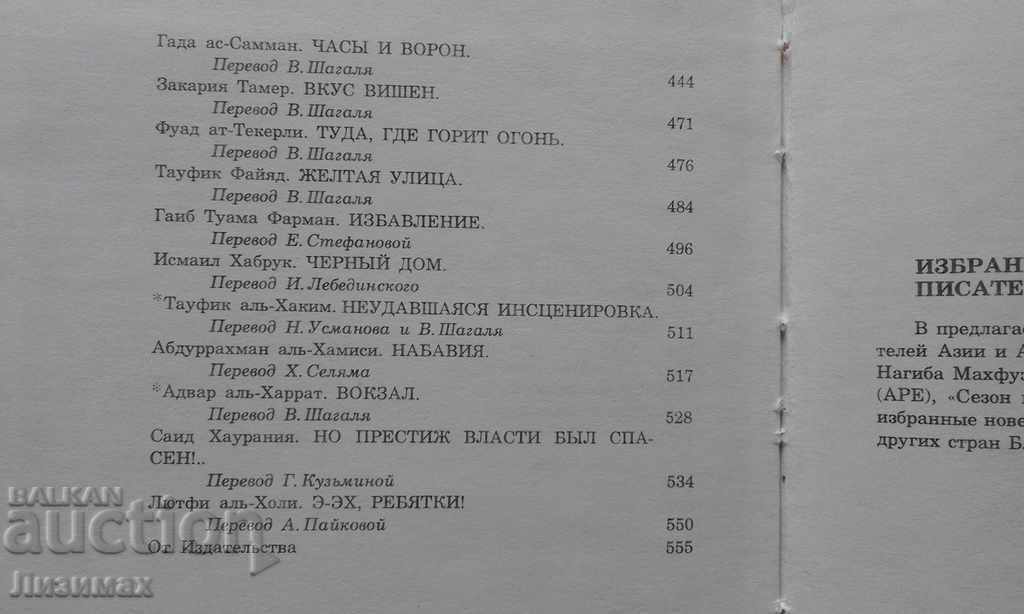 Гада ас-Самман. ЧАСЫ И ВОРОН.
Перевод В. Шагаля 444
Закария Тамер. ВКУС ВИШЕН.
Перевод В. Шагаля 471
Фуад ат-Текерли. ТУДА, ГДЕ ГОРИТ ОГОНЬ.
Перевод В. Шагаля 476
Тауфик Файяд. ЖЕЛТАЯ УЛИЦА.
Перевод В. Шагаля 484
Гаиб Туама Фарман. ИЗБАВЛЕНИЕ.
Перевод Е. Стефановой 496
Исмаил Хабрук. ЧЕРНЫЙ ДОМ.
Перевод И. Лебединского 504
*Тауфик аль-Хаким. НЕУДАВШАЯСЯ ИНСЦЕНИРОВКА.
Перевод Н. Усманова и В. Шагаля 511
Абдуррахман аль-Хамиси. НАБАВИЯ.
Перевод Х. Селяма 517
*Адвар аль-Харрат. ВОКЗАЛ.
Перевод В. Шагаля 528
Саид Хаурания. НО ПРЕСТИЖ ВЛАСТИ БЫЛ СПА-
СЕН!..
Перевод Г. Кузьминой 534
Лютфи аль-Холи. Э-ЭХ, РЕБЯТКИ!
Перевод А. Пайковой 550
От Издательства 555
ИЗБРАН
ПИСАТЕ
В предлагае
телей Азии и А
Нагиба Махфуз
(АРЕ), «Сезон
избранные нове
других стран Б
BALKAN
auction
Лизимах